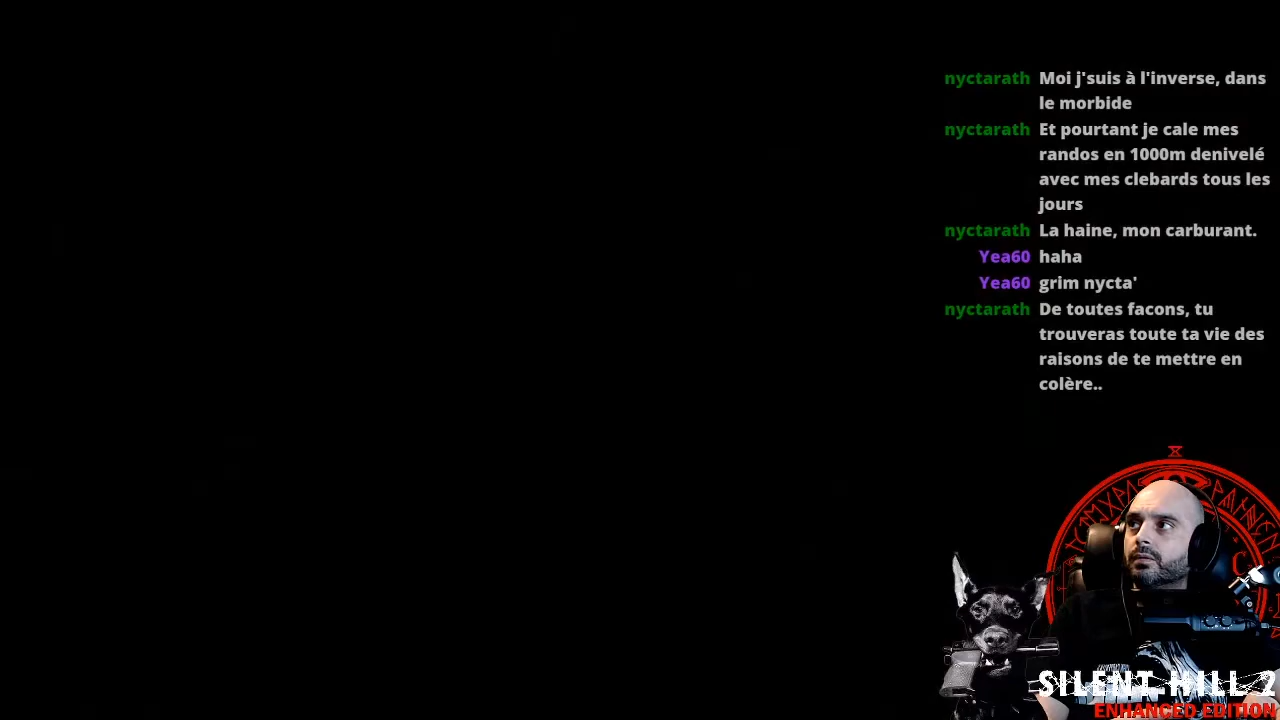 nyctarath Moi j'suis à l'inverse, dans
le morbide
nyctarath Et pourtant je cale mes
randos en 1000m denivelé
avec mes clebards tous les
jours
nyctarath La haine, mon carburant.
Yea60 haha
Yea60 grim nycta'
nyctarath De toutes facons, tu
trouveras toute ta vie des
raisons de te mettre en
colère..
SILENT HILL 2
ENHANCED EDITION